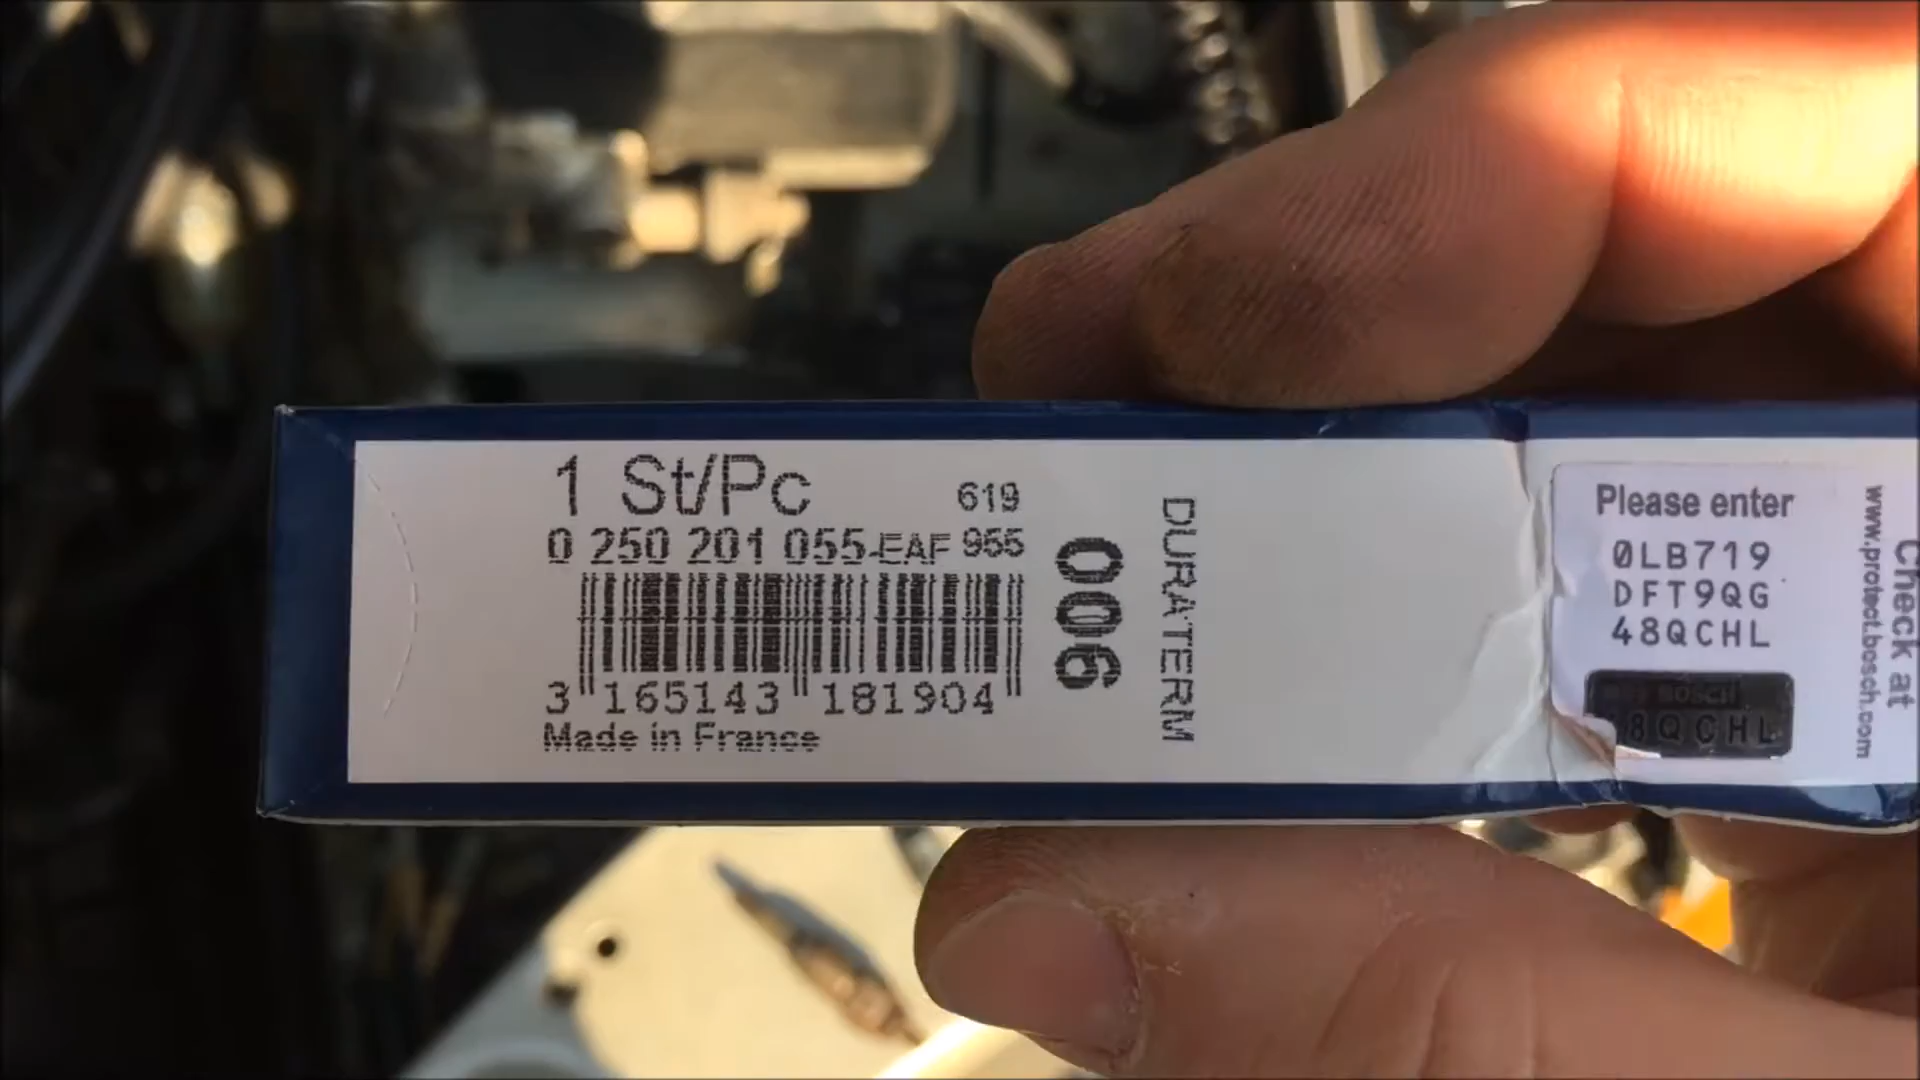 1 St/Pc 619
0 250 201 055-EAF 955
3 165143 181904
Made in France
006
DURATERM
Please enter
0LB719
DFT9QG
48QCHL
8QCHL
Check at
www.protect.bosch.com